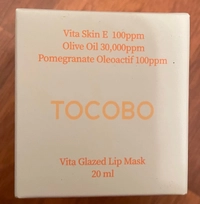 Vita Skin E 100ppm
Olive Oil 30,000ppm
Pomegranate Oleoactif 100ppm
TOCOBO
Vita Glazed Lip Mask
20 ml